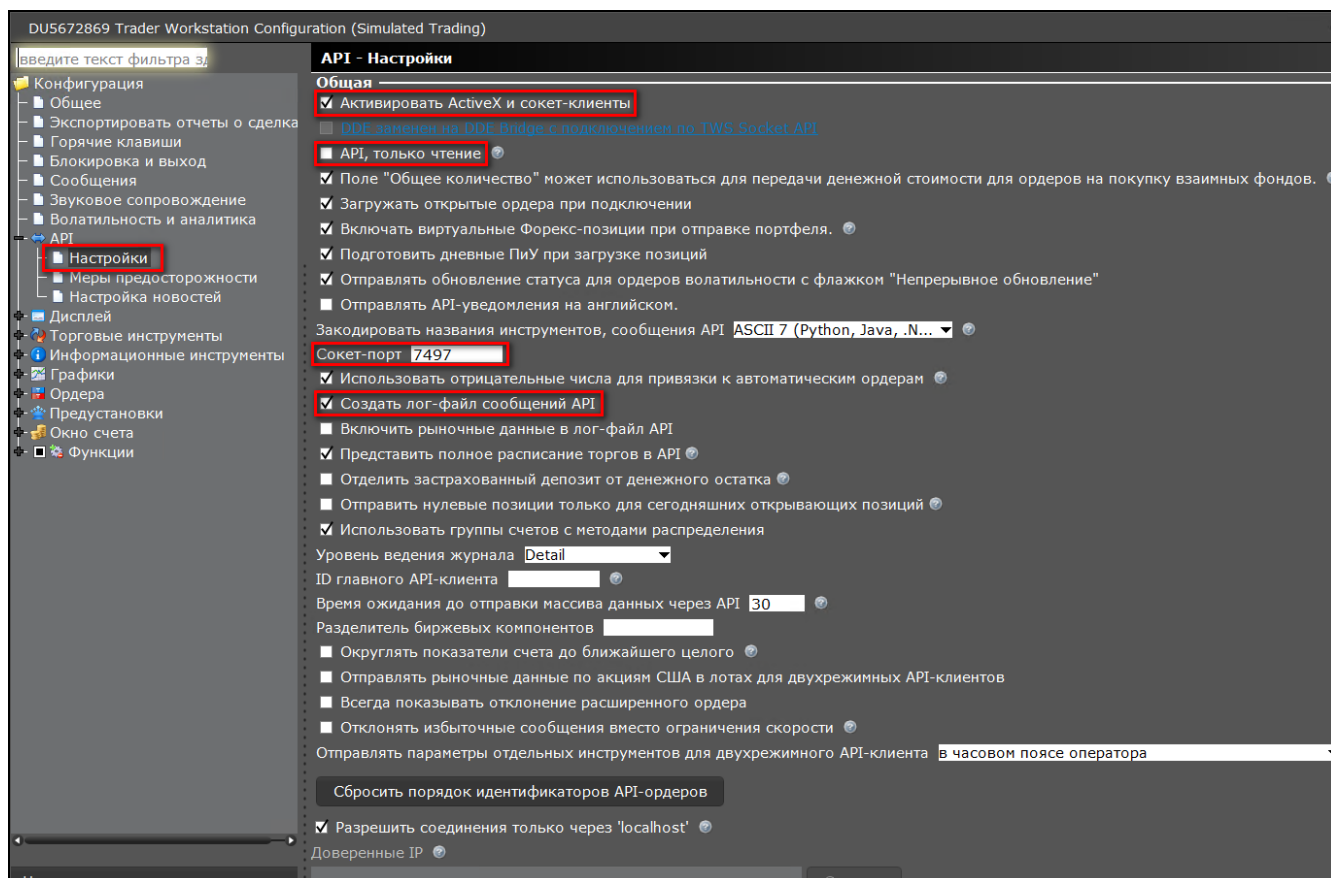 DU5672869 Trader Workstation Configuration (Simulated Trading)
введите текст фильтра зд
Конфигурация
Общее
Экспортировать отчеты о сделка
Горячие клавиши
Блокировка и выход
Сообщения
Звуковое сопровождение
Волатильность и аналитика
API
Настройки
Меры предосторожности
Настройка новостей
Дисплей
Торговые инструменты
Информационные инструменты
Графики
Ордера
Предустановки
Окно счета
Функции
API - Настройки
Общая
Активировать ActiveX и сокет-клиенты
DDE заменен на DDE Bridge с подключением по TWS Socket API
API, только чтение
Поле "Общее количество" может использоваться для передачи денежной стоимости для ордеров на покупку взаимных фондов.
Загружать открытые ордера при подключении
Включать виртуальные Форекс-позиции при отправке портфеля.
Подготовить дневные ПиУ при загрузке позиций
Отправлять обновление статуса для ордеров волатильности с флажком "Непрерывное обновление"
Отправлять API-уведомления на английском.
Закодировать названия инструментов, сообщения API ASCII 7 (Python, Java, .N...
Сокет-порт 7497
Использовать отрицательные числа для привязки к автоматическим ордерам
Создать лог-файл сообщений API
Включить рыночные данные в лог-файл API
Представить полное расписание торгов в API
Отделить застрахованный депозит от денежного остатка
Отправить нулевые позиции только для сегодняшних открывающих позиций
Использовать группы счетов с методами распределения
Уровень ведения журнала Detail
ID главного API-клиента
Время ожидания до отправки массива данных через API 30
Разделитель биржевых компонентов
Округлять показатели счета до ближайшего целого
Отправлять рыночные данные по акциям США в лотах для двухрежимных API-клиентов
Всегда показывать отклонение расширенного ордера
Отклонять избыточные сообщения вместо ограничения скорости
Отправлять параметры отдельных инструментов для двухрежимного API-клиента в часовом поясе оператора
Сбросить порядок идентификаторов API-ордеров
Разрешить соединения только через 'localhost'
Доверенные IP